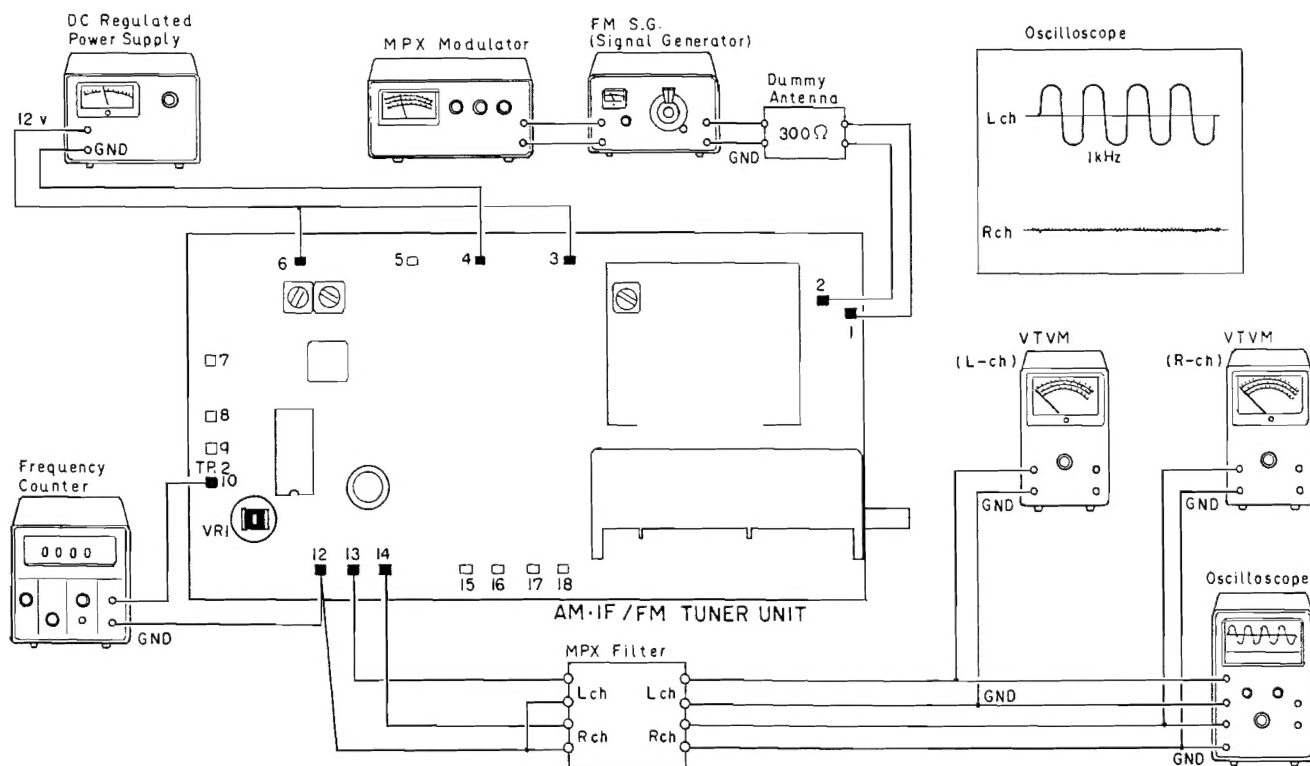 DC Regulated
Power Supply
12 v
GND
MPX Modulator
FM S.G.
(Signal Generator)
GND
Dummy
Antenna
300Ω
Oscilloscope
Lch
1kHz
Rch
6
5
4
3
2
1
7
8
9
TP.2
10
VR1
12
13
14
15
16
17
18
AM·IF/FM TUNER UNIT
Frequency
Counter
0000
GND
VTVM
(L-ch)
GND
VTVM
(R-ch)
GND
Oscilloscope
MPX Filter
Lch
Rch
Lch
Rch
GND
GND